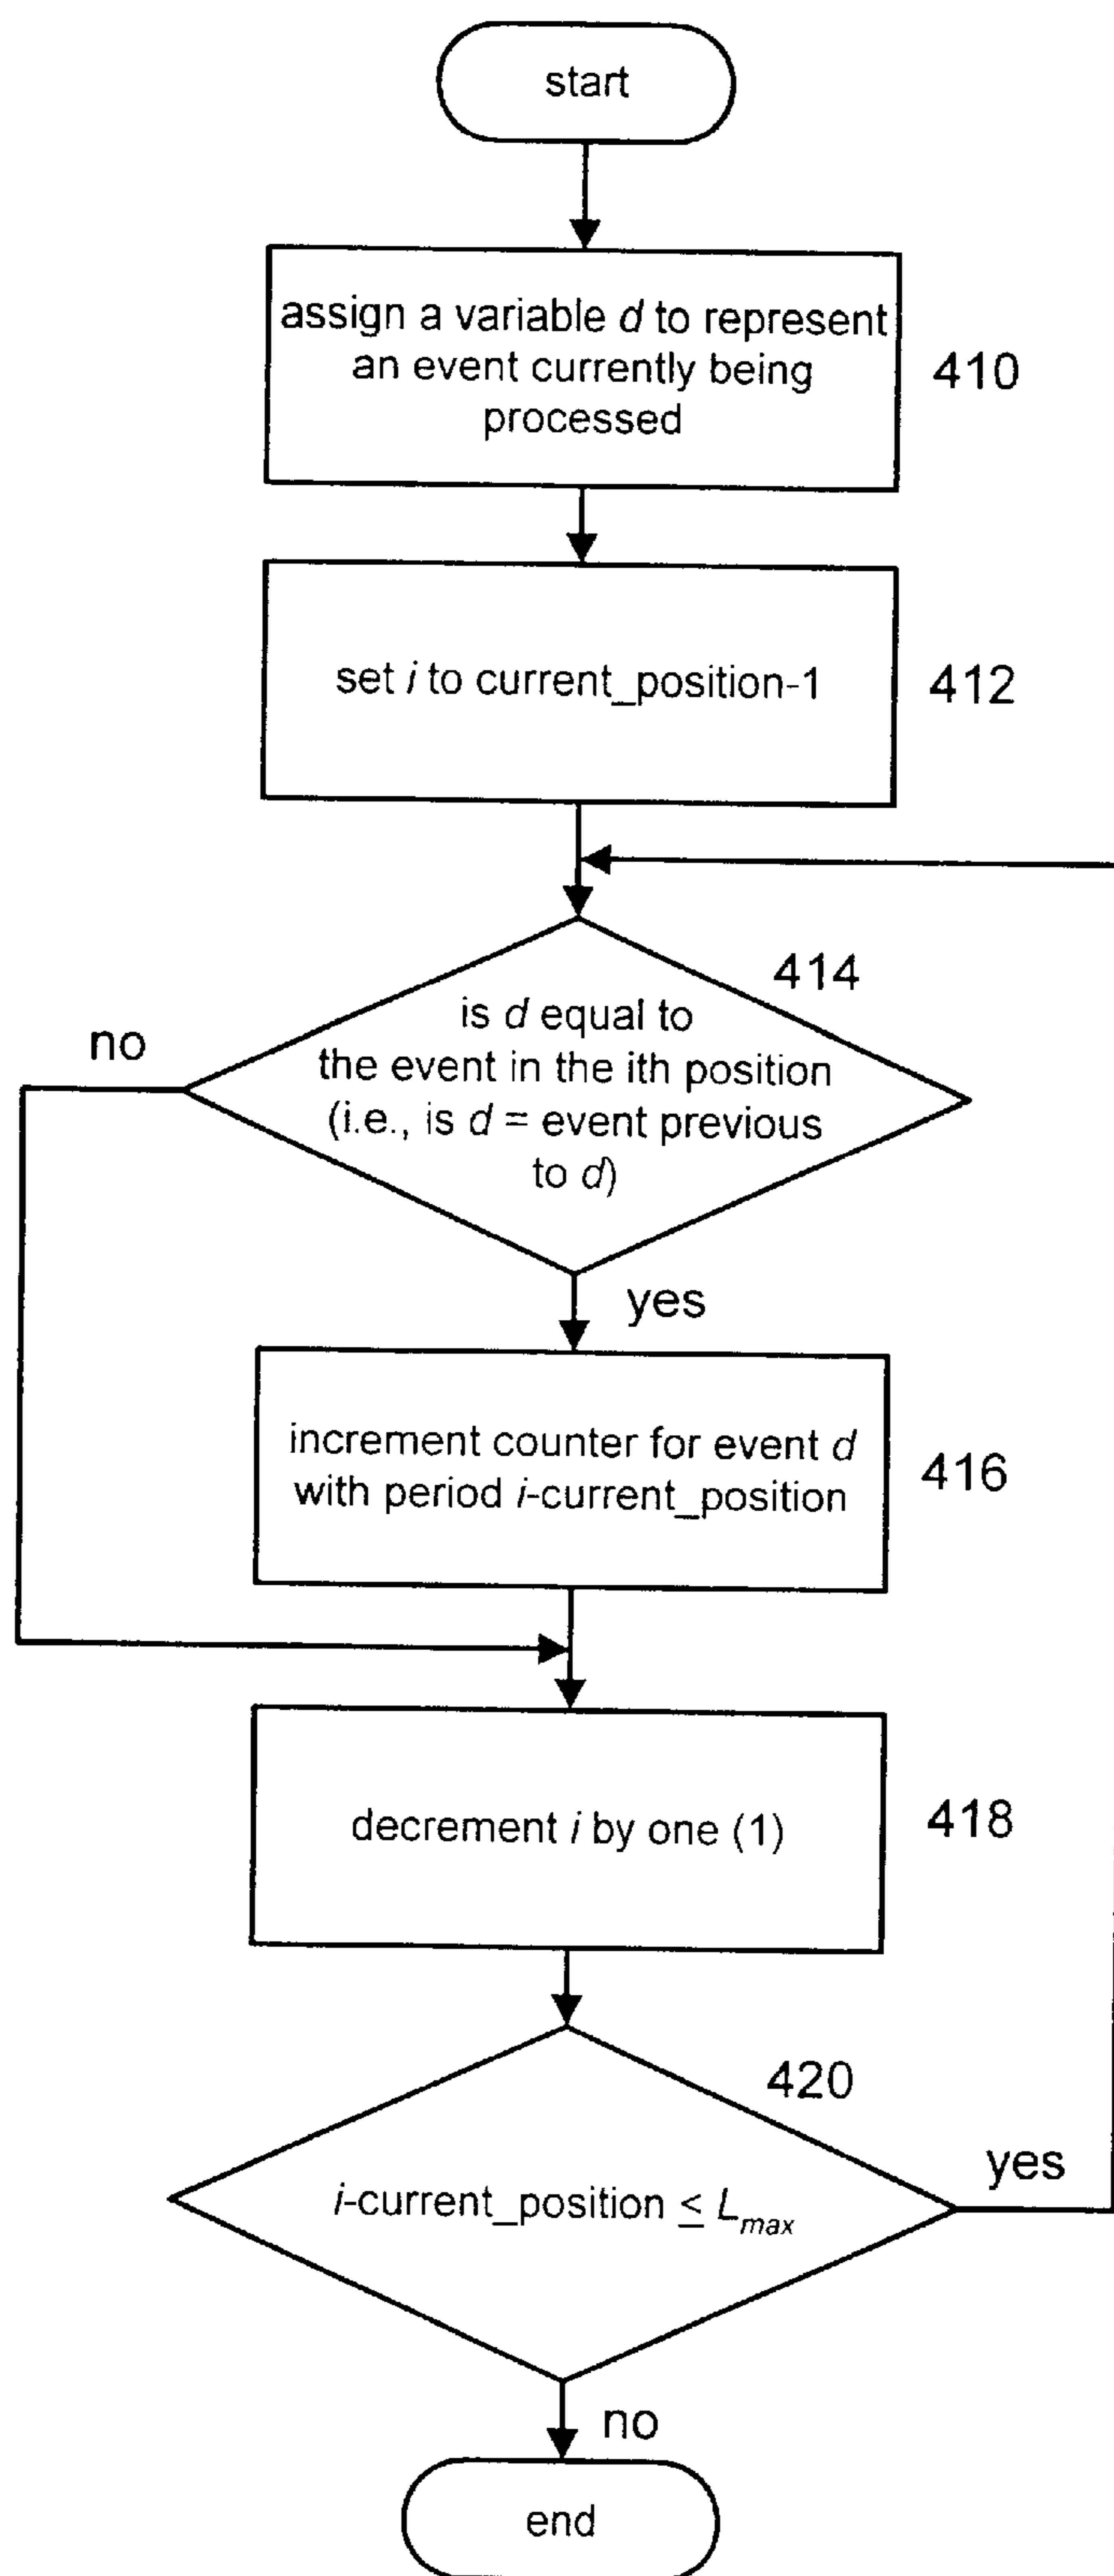 start
assign a variable d to represent
an event currently being
processed
410
set i to current_position-1
412
414
is d equal to
the event in the ith position
(i.e., is d = event previous
to d)
no
yes
increment counter for event d
with period i-current_position
416
decrement i by one (1)
418
420
i-current_position ≤ Lmax
yes
no
end